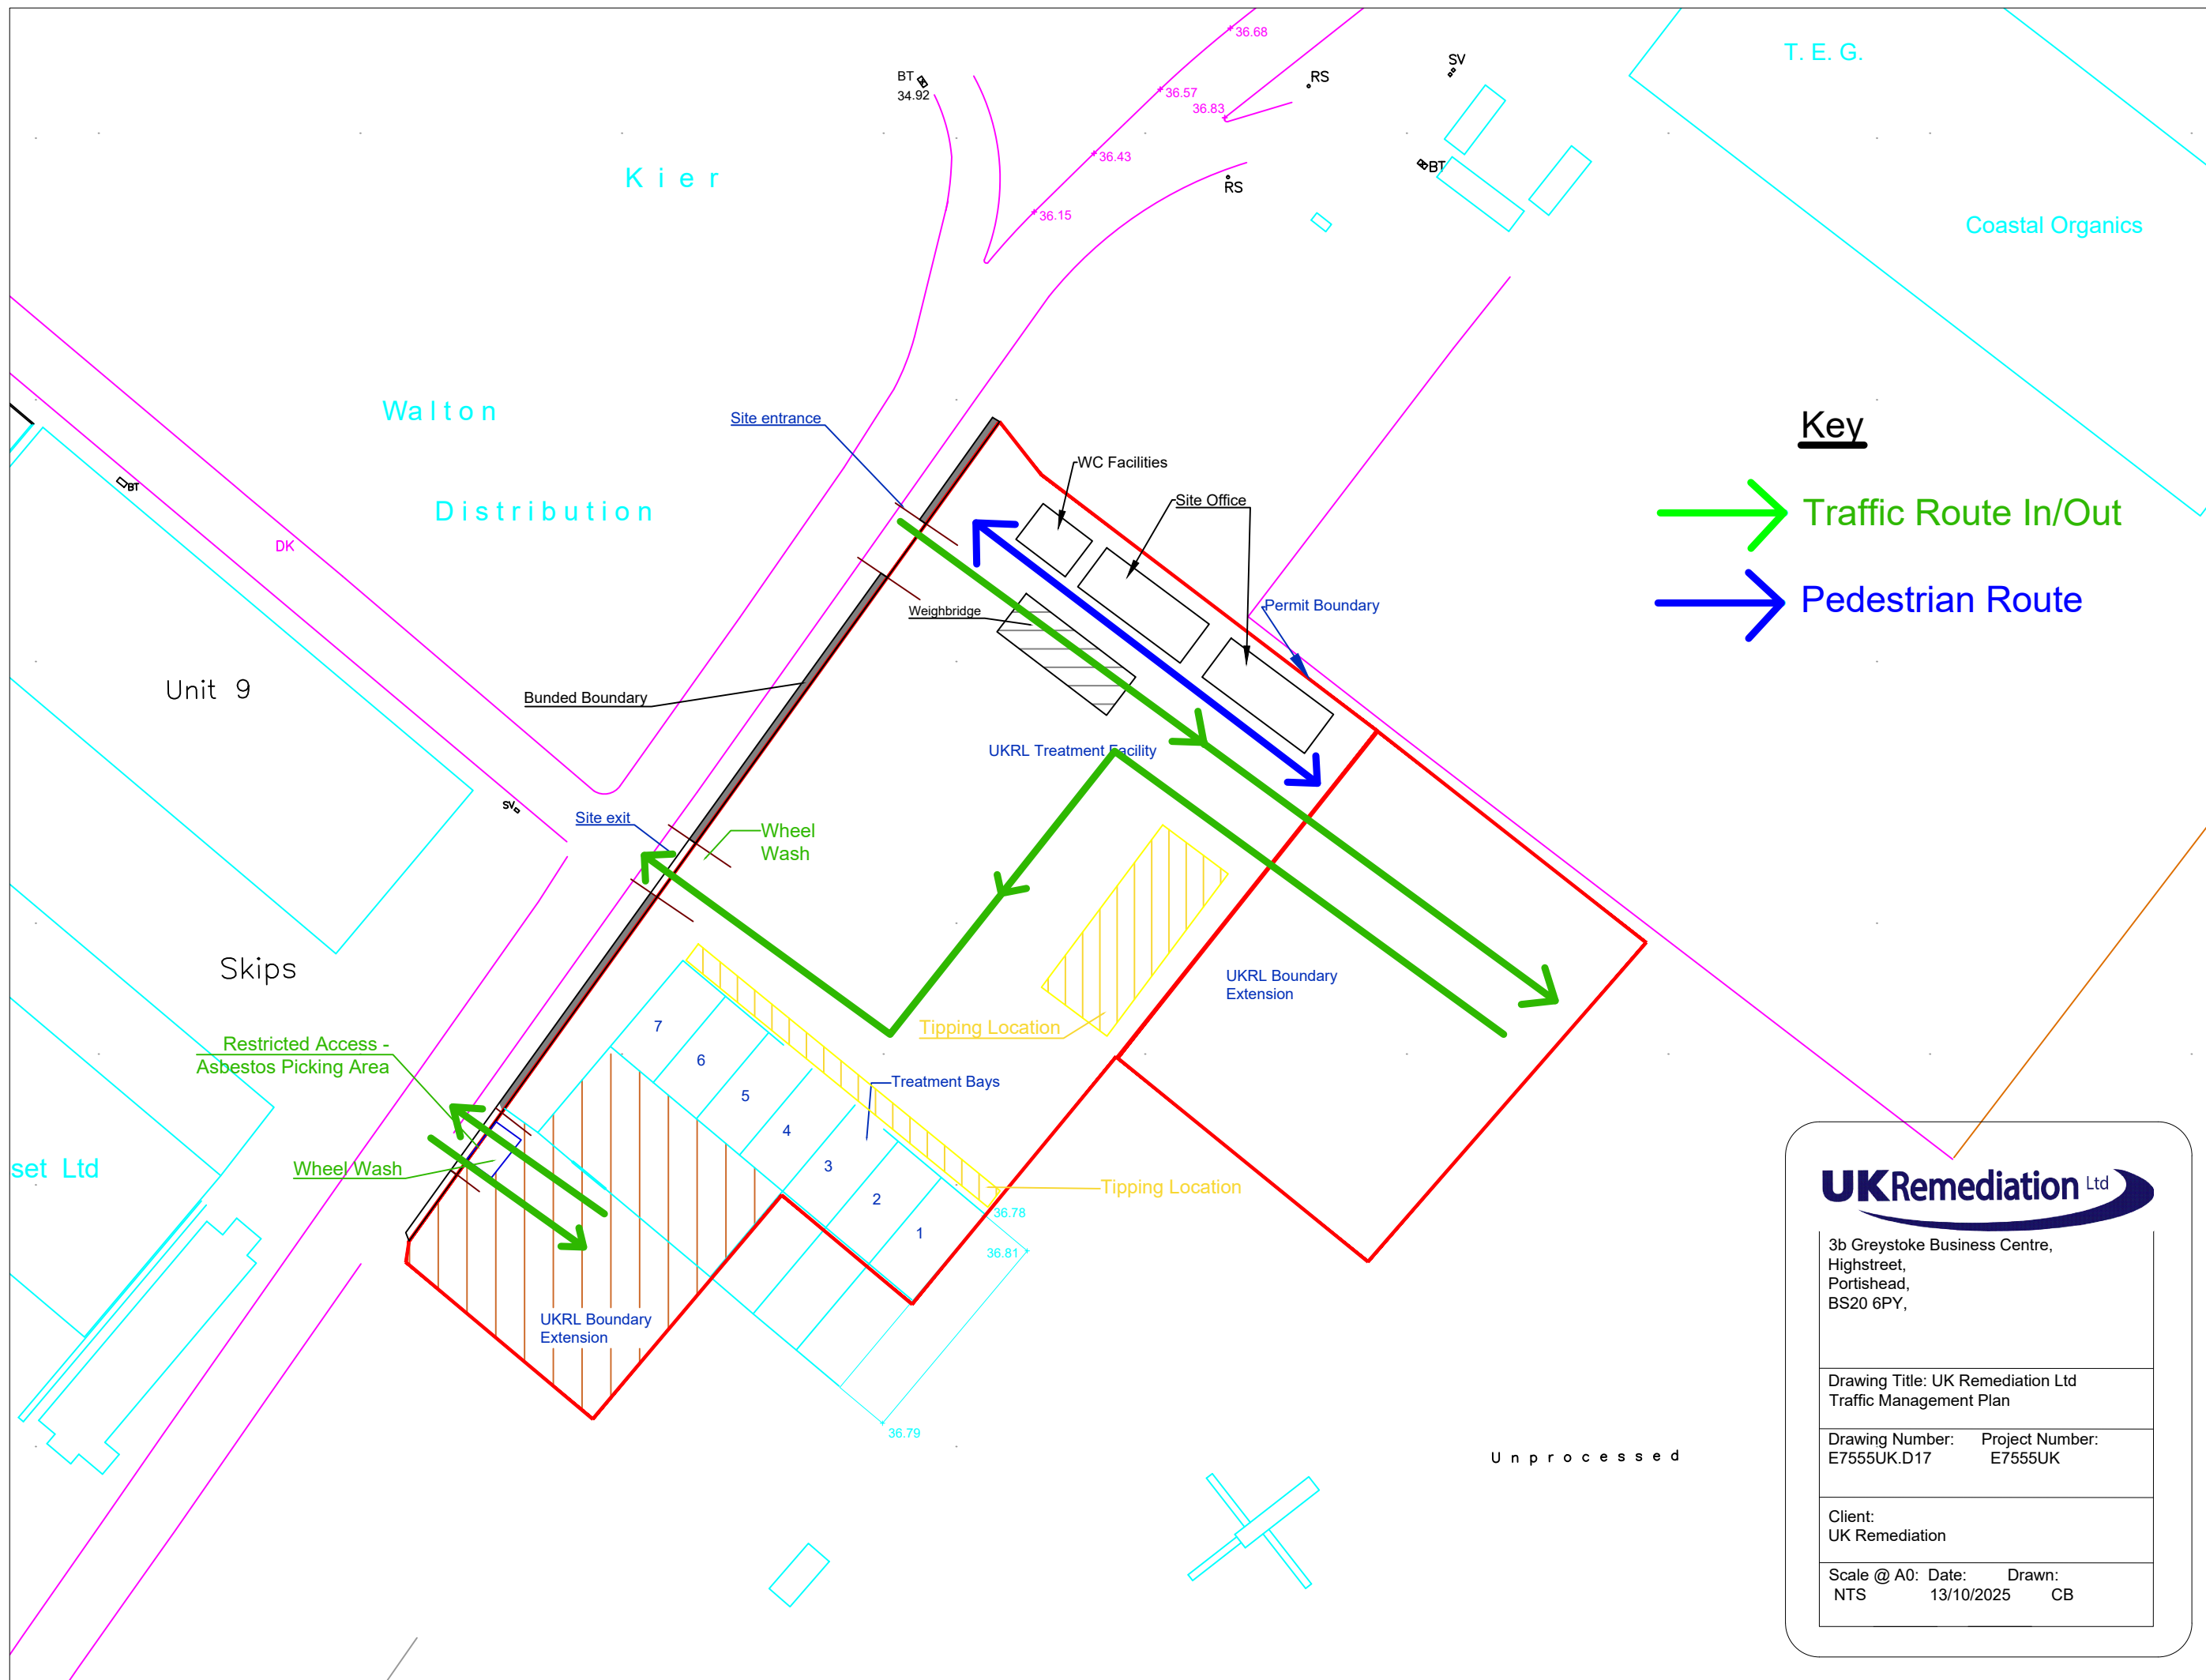 36.68
T. E. G.
SV
BT
34.92
RS
36.57
36.83
36.43
BT
Kier
RS
36.15
Coastal Organics
Walton
Site entrance
Key
WC Facilities
BT
Site Office
Distribution
Traffic Route In/Out
DK
Pedestrian Route
Weighbridge
Permit Boundary
Unit 9
Bunded Boundary
UKRL Treatment Facility
SV
Site exit
Wheel
Wash
Skips
UKRL Boundary
Extension
7
Tipping Location
Restricted Access -
Asbestos Picking Area
6
Treatment Bays
5
4
set Ltd
Wheel Wash
3
Tipping Location
2
36.78
1
36.81
UKRL Boundary
Extension
36.79
Unprocessed
UKRemediation Ltd
3b Greystoke Business Centre,
Highstreet,
Portishead,
BS20 6PY,
Drawing Title: UK Remediation Ltd
Traffic Management Plan
Drawing Number: Project Number:
E7555UK.D17 E7555UK
Client:
UK Remediation
Scale @ A0: Date: Drawn:
NTS 13/10/2025 CB